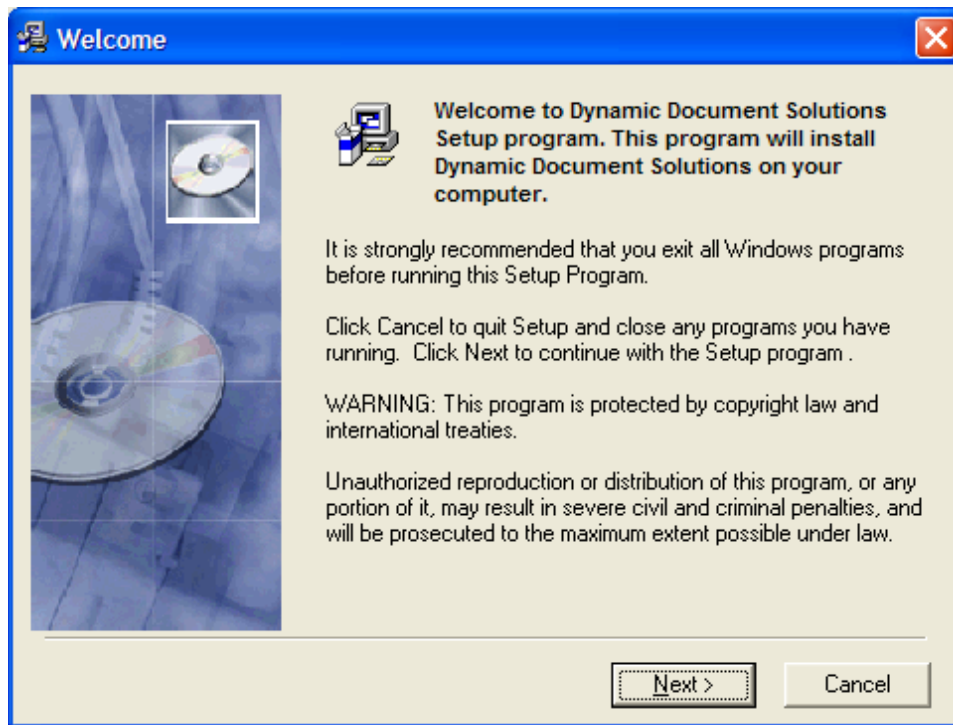 Welcome
Welcome to Dynamic Document Solutions
Setup program. This program will install
Dynamic Document Solutions on your
computer.
It is strongly recommended that you exit all Windows programs
before running this Setup Program.
Click Cancel to quit Setup and close any programs you have
running.  Click Next to continue with the Setup program .
WARNING: This program is protected by copyright law and
international treaties.
Unauthorized reproduction or distribution of this program, or any
portion of it, may result in severe civil and criminal penalties, and
will be prosecuted to the maximum extent possible under law.
Next >
Cancel